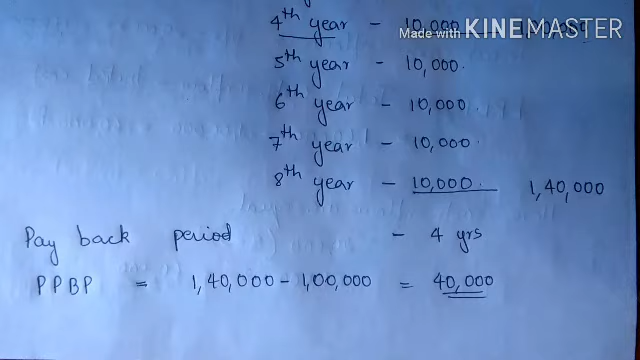 4th year - 10,000
Made with KINEMASTER
5th year - 10,000.
6th year - 10,000.
7th year - 10,000.
8th year - 10,000. 1,40,000
Pay back period - 4 yrs
PPBP = 1,40,000 - 1,00,000 = 40,000